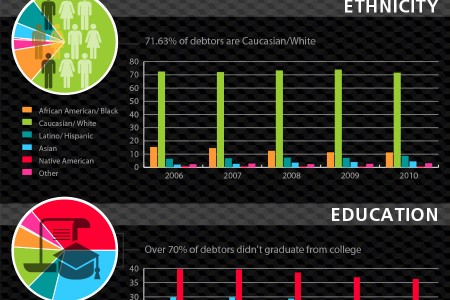 ETHNICITY
71.63% of debtors are Caucasian/White
80
70
60
50
40
30
20
10
0
2006 2007 2008 2009 2010
African American/ Black
Caucasian/ White
Latino/ Hispanic
Asian
Native American
Other
EDUCATION
Over 70% of debtors didn't graduate from college
40
35
30